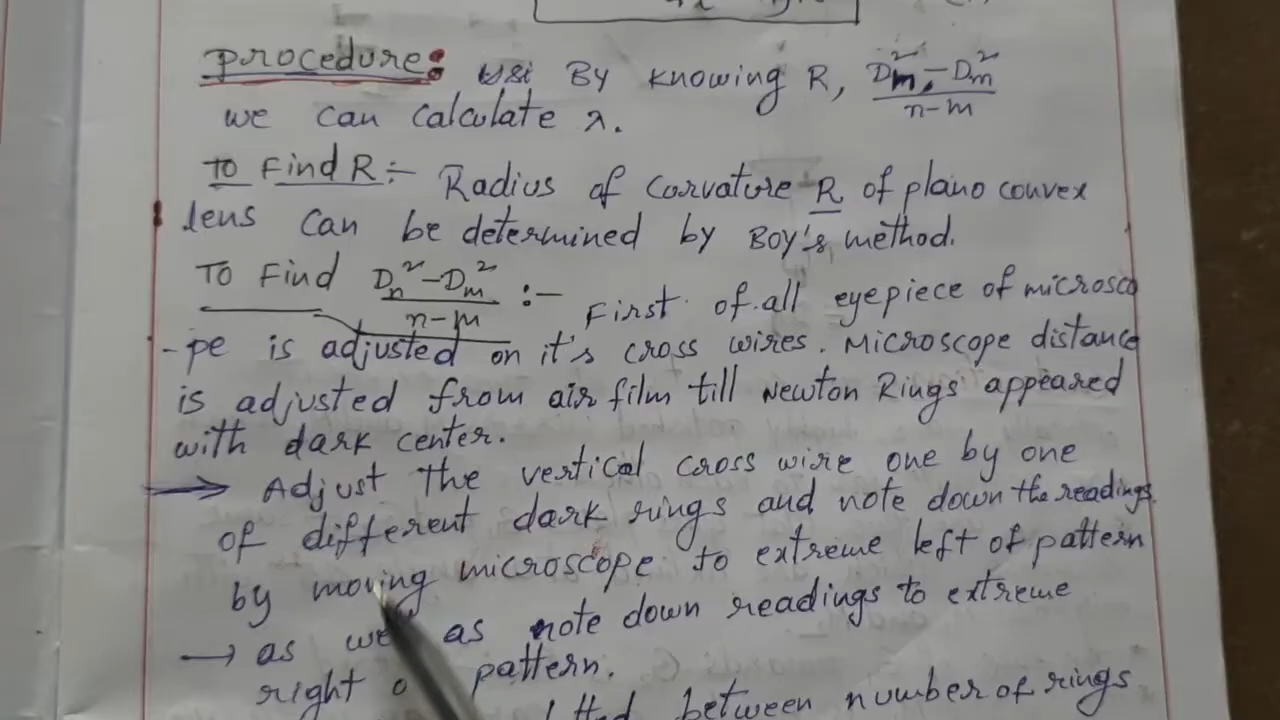 procedure: usi By Knowing R, Dn²-Dm² / n-m
we can calculate λ.
To Find R:- Radius of Corvature R of plano convex
lens can be determined by Boy's method.
To Find Dn²-Dm² / n-m :- First of all eyepiece of microsco
-pe is adjusted on it's cross wires. Microscope distance
is adjusted from air film till Newton Rings appeared
with dark center.
→ Adjust the vertical cross wire one by one
of different dark rings and note down the readings
by moving microscope to extreme left of pattern
→ as as note down readings to extreme
right pattern.
between number of rings